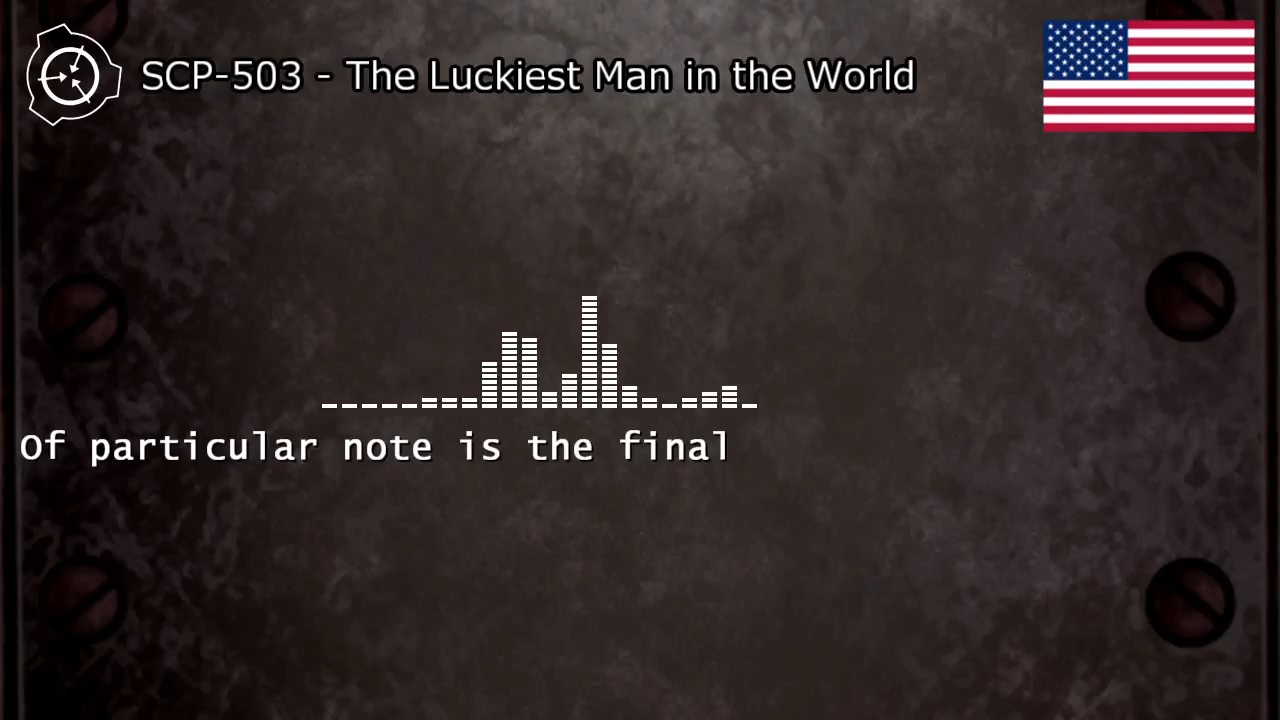 SCP-503 - The Luckiest Man in the World
Of particular note is the final